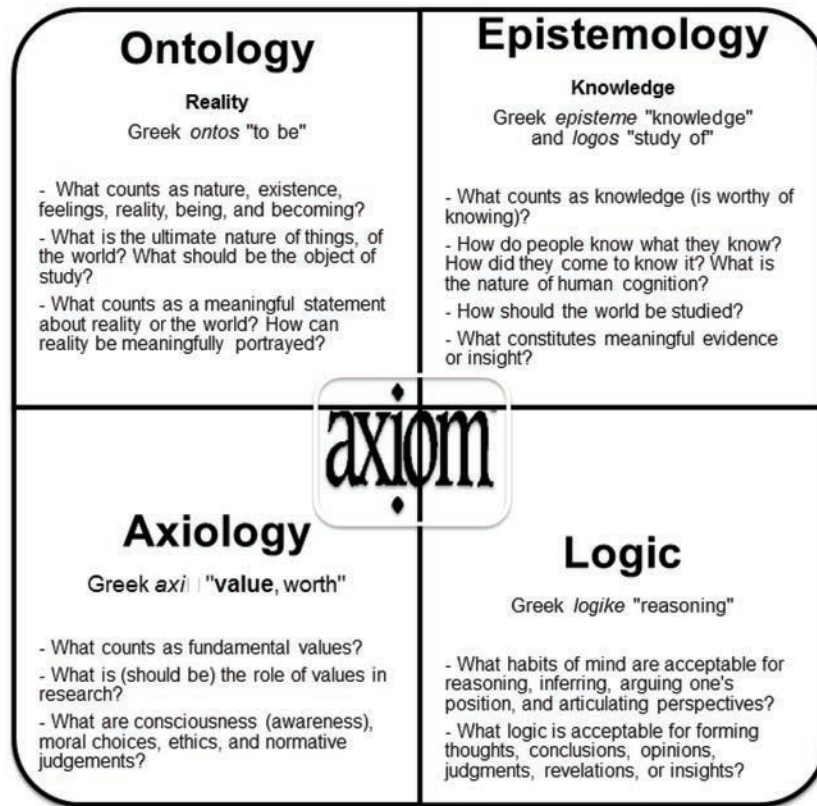 Ontology
Reality
Greek ontos "to be"
- What counts as nature, existence,
feelings, reality, being, and becoming?
- What is the ultimate nature of things, of
the world? What should be the object of
study?
- What counts as a meaningful statement
about reality or the world? How can
reality be meaningfully portrayed?
Epistemology
Knowledge
Greek episteme "knowledge"
and logos "study of"
- What counts as knowledge (is worthy of
knowing)?
- How do people know what they know?
How did they come to know it? What is
the nature of human cognition?
- How should the world be studied?
- What constitutes meaningful evidence
or insight?
axiom
Axiology
Greek axi "value, worth"
- What counts as fundamental values?
- What is (should be) the role of values in
research?
- What are consciousness (awareness),
moral choices, ethics, and normative
judgements?
Logic
Greek logike "reasoning"
- What habits of mind are acceptable for
reasoning, inferring, arguing one's
position, and articulating perspectives?
- What logic is acceptable for forming
thoughts, conclusions, opinions,
judgments, revelations, or insights?